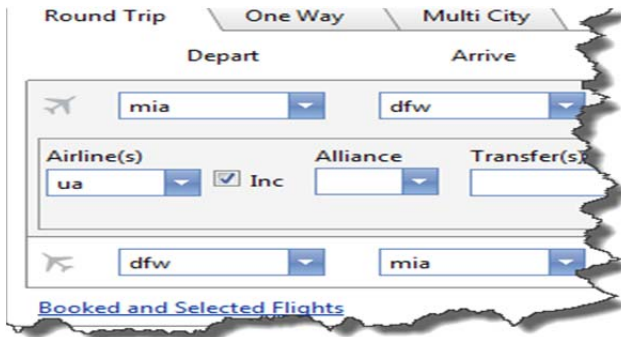 Round Trip One Way Multi City
Depart Arrive
mia dfw
Airline(s) Alliance Transfer(s)
ua Inc
dfw mia
Booked and Selected Flights